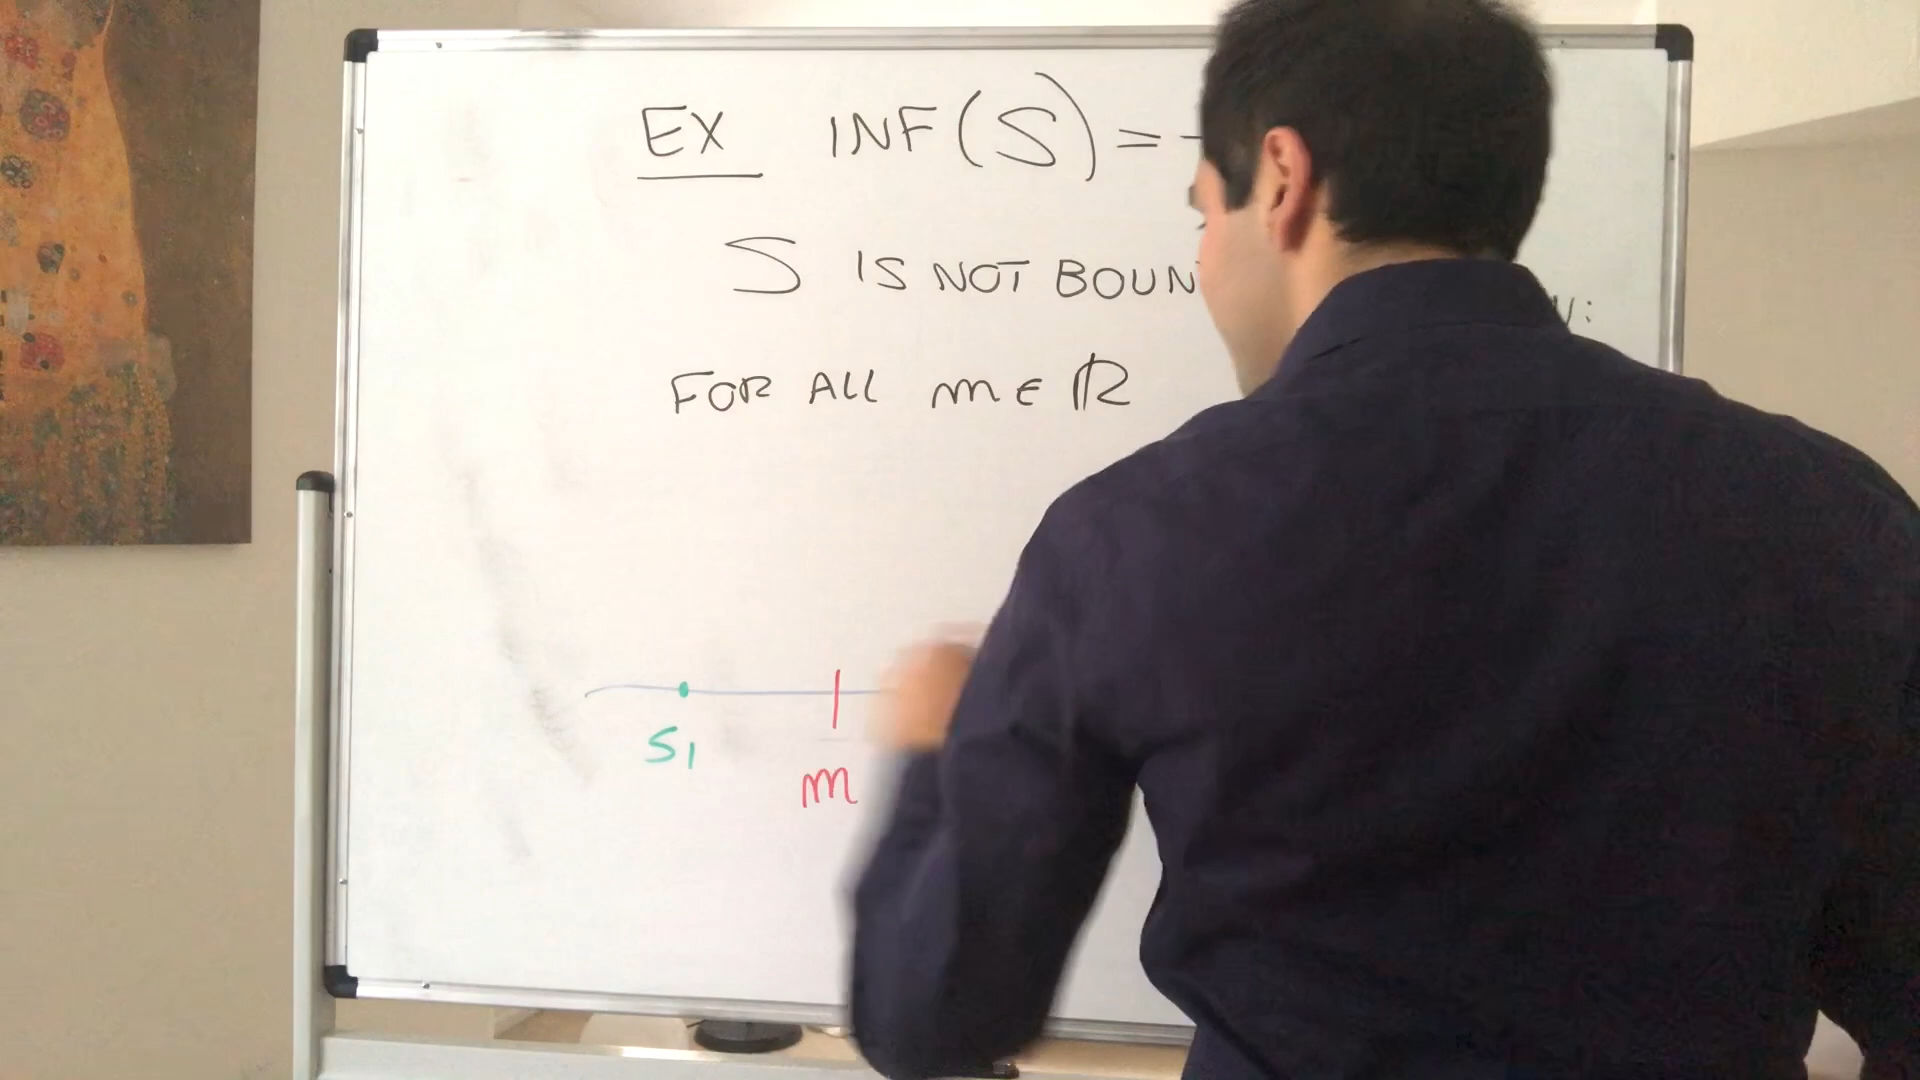 EX INF(S) = -
S IS NOT BOUN
FOR ALL m ∈ ℝ
S1
m